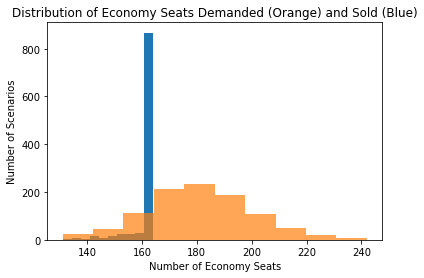 Distribution of Economy Seats Demanded (Orange) and Sold (Blue)
800
600
400
200
0
Number of Scenarios
140 160 180 200 220 240
Number of Economy Seats